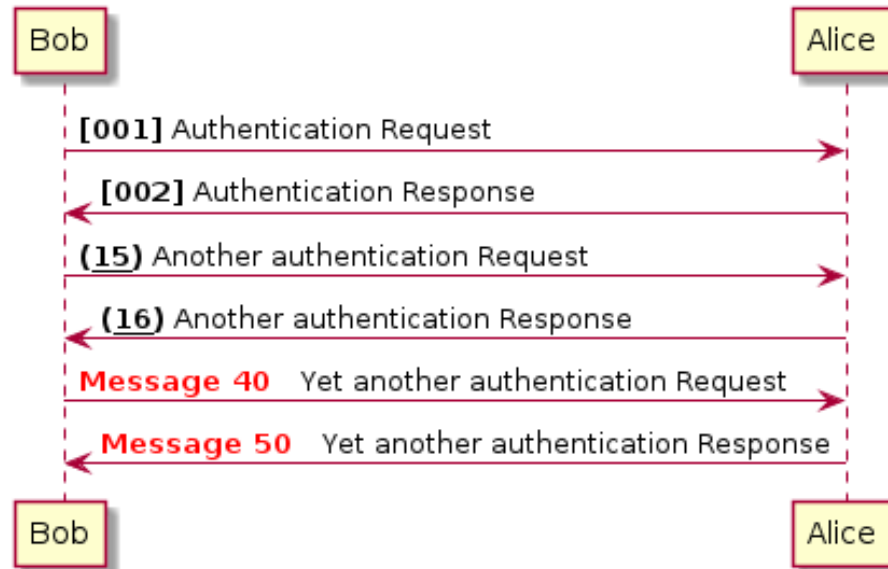 Bob Alice
[001] Authentication Request
[002] Authentication Response
(15) Another authentication Request
(16) Another authentication Response
Message 40 Yet another authentication Request
Message 50 Yet another authentication Response
Bob Alice